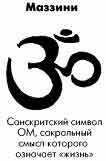 Маззини
Санскритский символ
ОМ, сакральный
смысл которого
означает «жизнь»